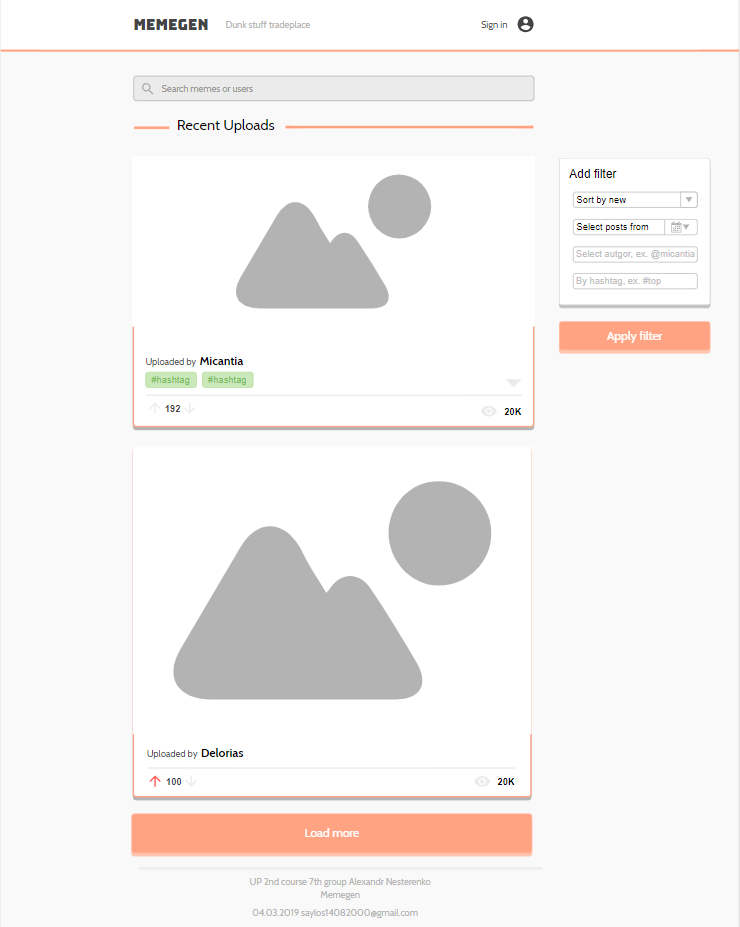 MEMEGEN Dunk stuff tradeplace Sign in
Search memes or users
Recent Uploads
Uploaded by Micantia
#hashtag #hashtag
192 20K
Uploaded by Delorias
100 20K
Load more
Add filter
Sort by new
Select posts from
Select autgor, ex. @micantia
By hashtag, ex. #top
Apply filter
UP 2nd course 7th group Alexandr Nesterenko
Memegen
04.03.2019 saylos14082000@gmail.com